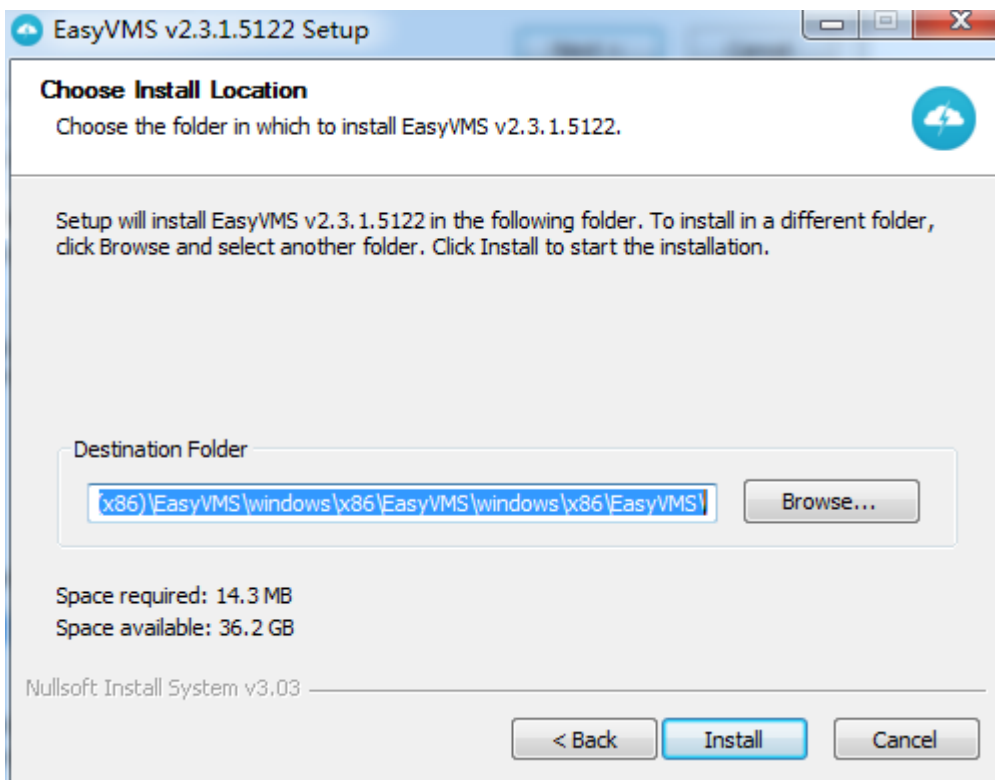 EasyVMS v2.3.1.5122 Setup
Choose Install Location
Choose the folder in which to install EasyVMS v2.3.1.5122.
Setup will install EasyVMS v2.3.1.5122 in the following folder. To install in a different folder,
click Browse and select another folder. Click Install to start the installation.
Destination Folder
(x86)\EasyVMS\windows\x86\EasyVMS\windows\x86\EasyVMS\
Browse...
Space required: 14.3 MB
Space available: 36.2 GB
Nullsoft Install System v3.03
< Back
Install
Cancel